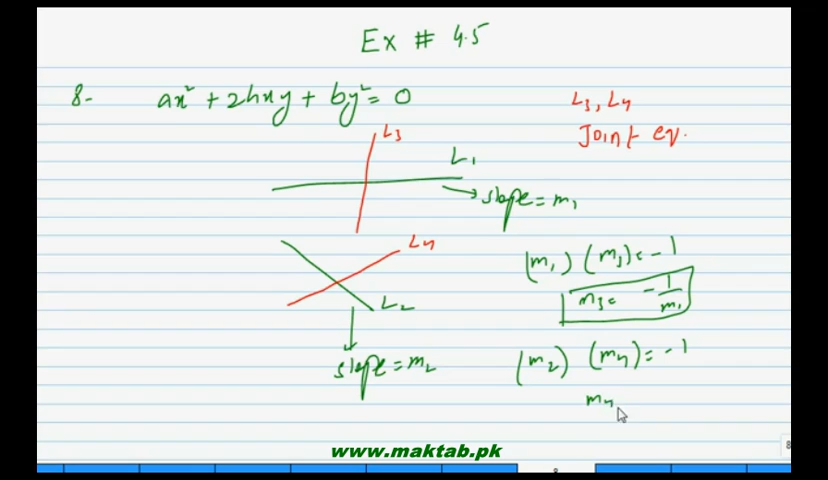 Ex # 4.5
8- ax² + 2hxy + by² = 0
L₃, L₄
Joint eq.
L₃
L₁
slope = m₁
L₄
(m₁) (m₃) = -1
m₃ = -1/m₁
L₂
slope = m₂
(m₂) (m₄) = -1
m₄
www.maktab.pk
8